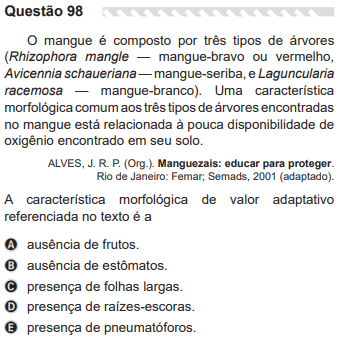 Questão 98
O mangue é composto por três tipos de árvores
(Rhizophora mangle — mangue-bravo ou vermelho,
Avicennia schaueriana — mangue-seriba, e Laguncularia
racemosa — mangue-branco). Uma característica
morfológica comum aos três tipos de árvores encontradas
no mangue está relacionada à pouca disponibilidade de
oxigênio encontrado em seu solo.
ALVES, J. R. P. (Org.). Manguezais: educar para proteger.
Rio de Janeiro: Femar; Semads, 2001 (adaptado).
A característica morfológica de valor adaptativo
referenciada no texto é a
A ausência de frutos.
B ausência de estômatos.
C presença de folhas largas.
D presença de raízes-escoras.
E presença de pneumatóforos.